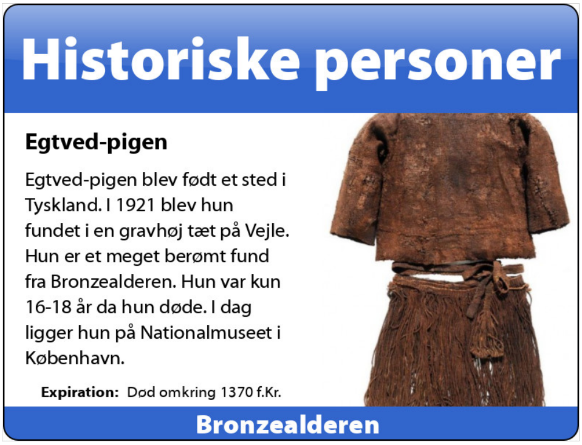 Historiske personer
Egtved-pigen
Egtved-pigen blev født et sted i
Tyskland. I 1921 blev hun
fundet i en gravhøj tæt på Vejle.
Hun er et meget berømt fund
fra Bronzealderen. Hun var kun
16-18 år da hun døde. I dag
ligger hun på Nationalmuseet i
København.
Expiration: Død omkring 1370 f.Kr.
Bronzealderen